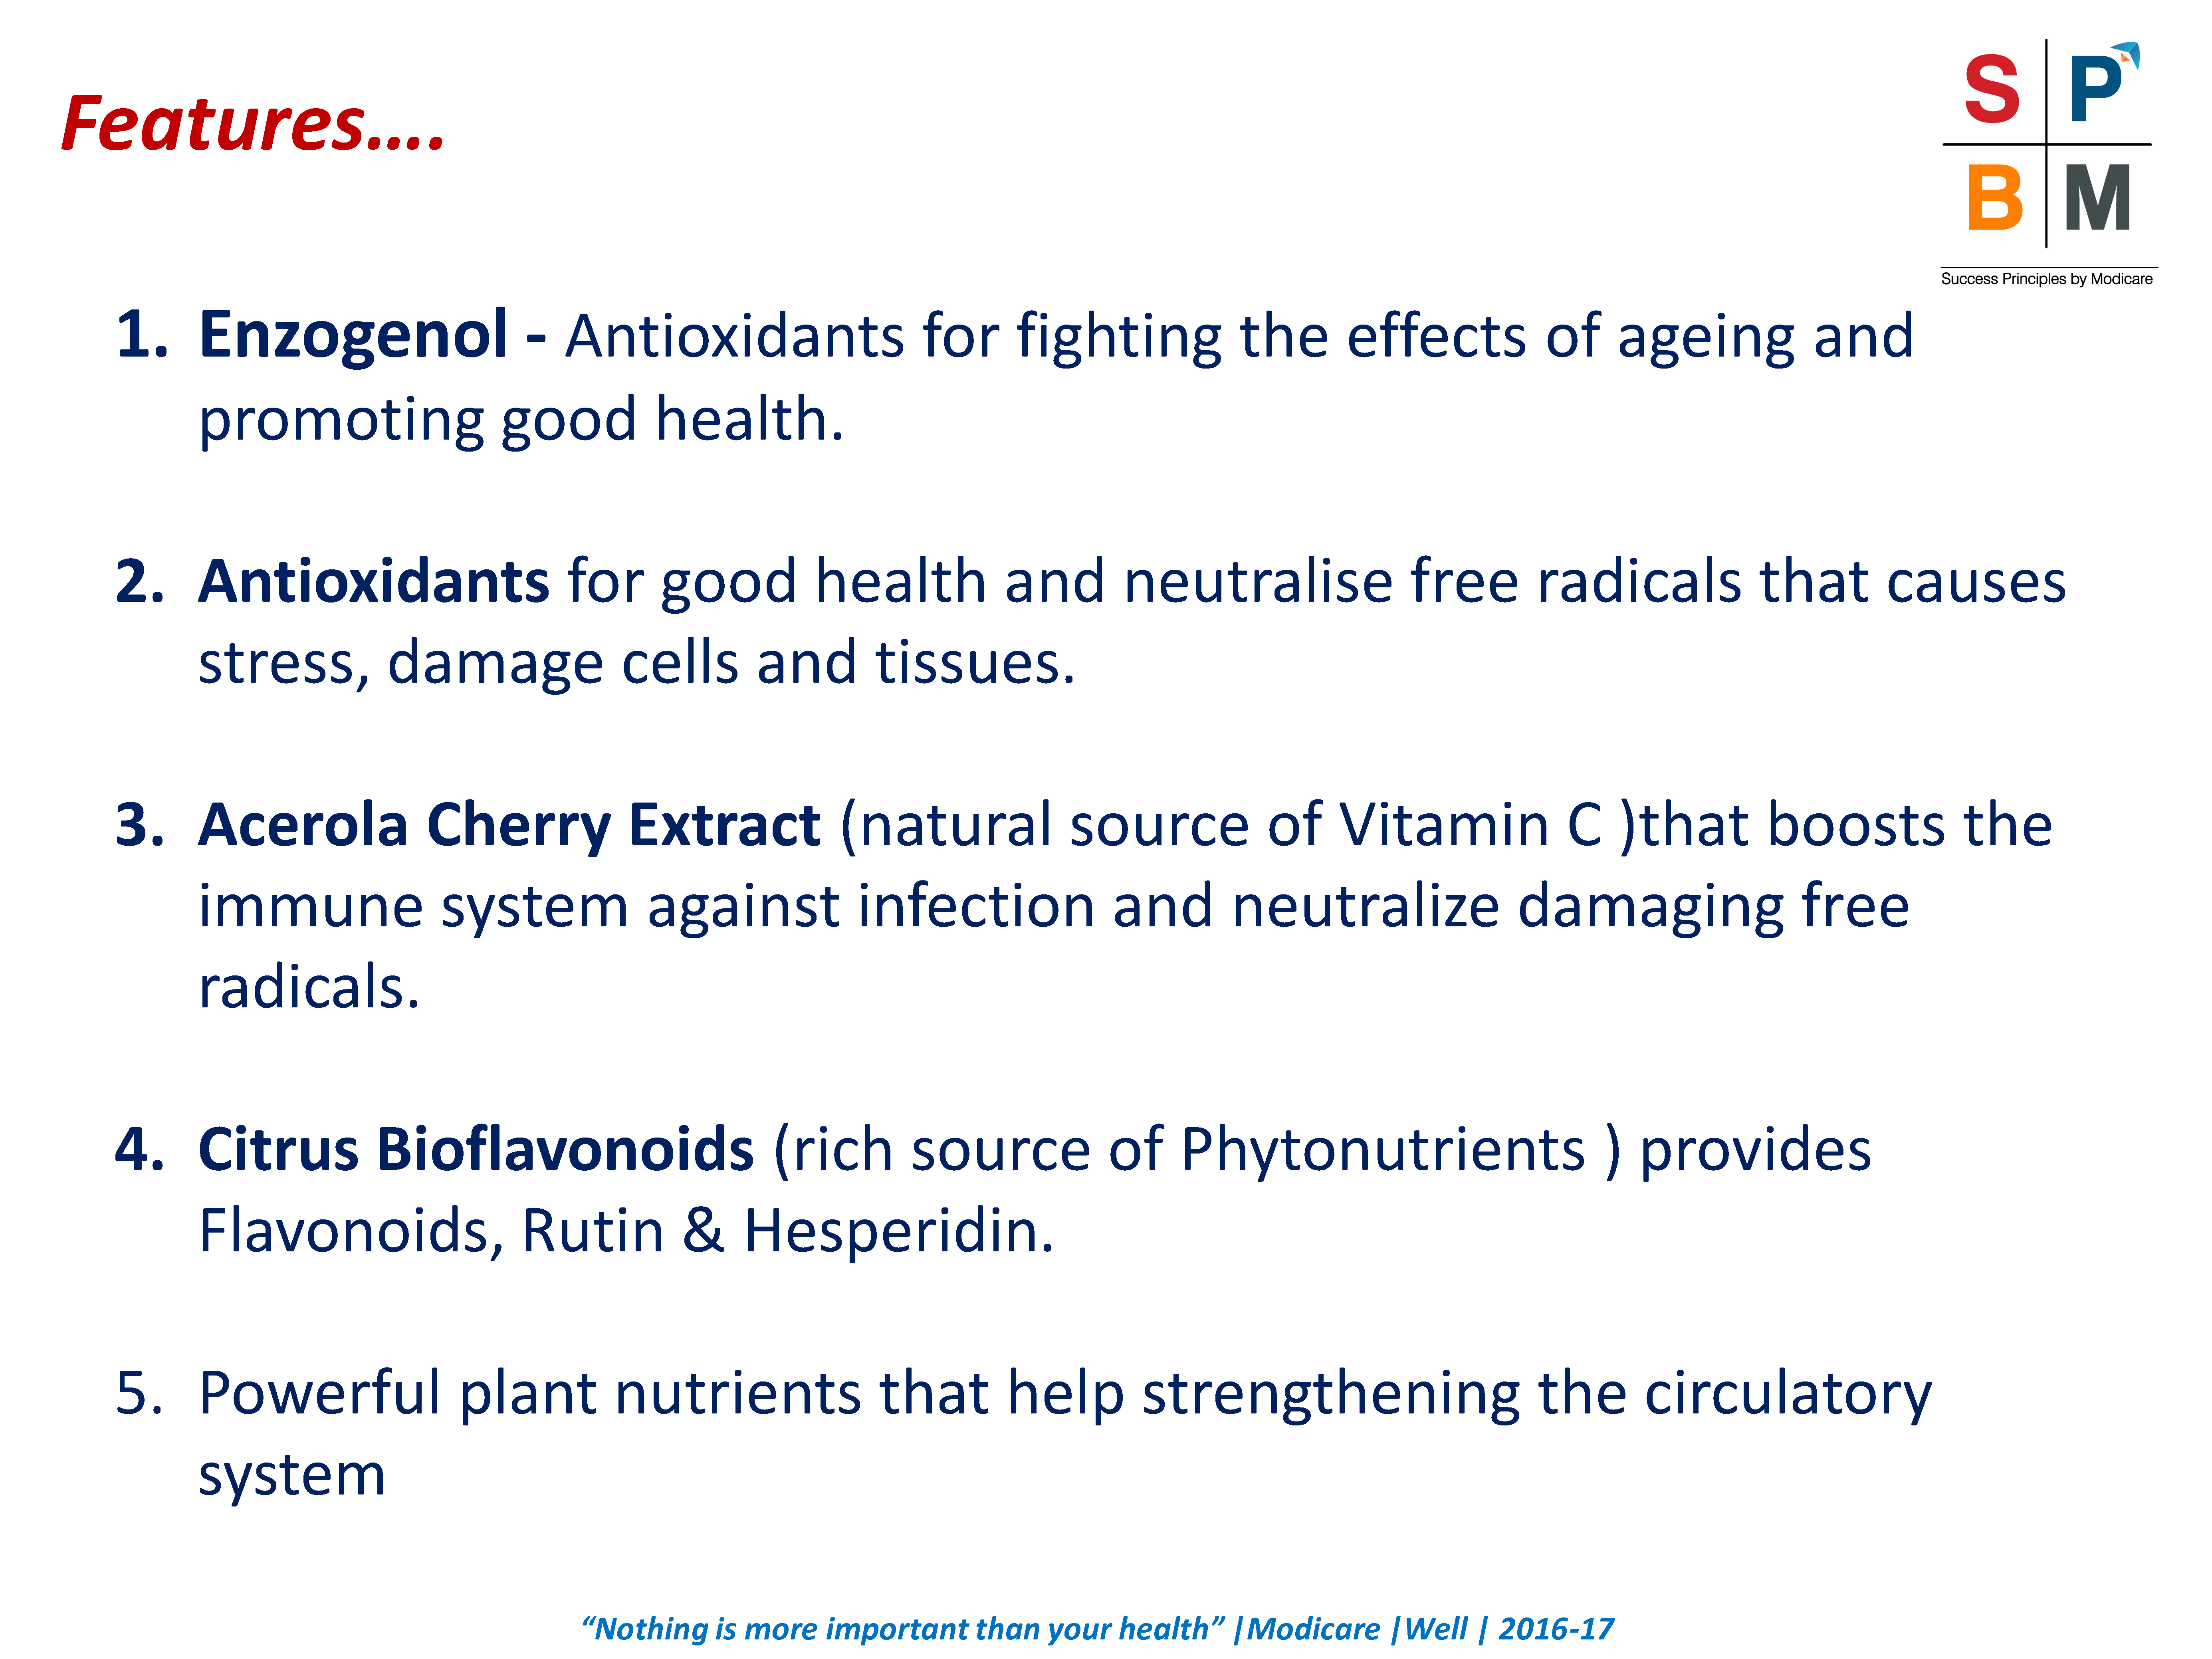 Features....
S P
B M
Success Principles by Modicare
1. Enzogenol - Antioxidants for fighting the effects of ageing and
promoting good health.
2. Antioxidants for good health and neutralise free radicals that causes
stress, damage cells and tissues.
3. Acerola Cherry Extract (natural source of Vitamin C )that boosts the
immune system against infection and neutralize damaging free
radicals.
4. Citrus Bioflavonoids (rich source of Phytonutrients ) provides
Flavonoids, Rutin & Hesperidin.
5. Powerful plant nutrients that help strengthening the circulatory
system
“Nothing is more important than your health” |Modicare |Well | 2016-17